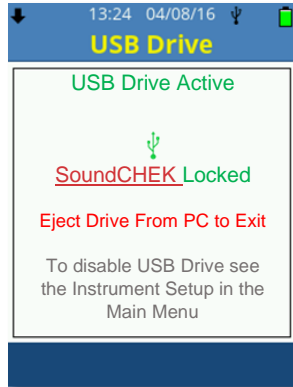 13:24 04/08/16
USB Drive
USB Drive Active
SoundCHEK Locked
Eject Drive From PC to Exit
To disable USB Drive see
the Instrument Setup in the
Main Menu